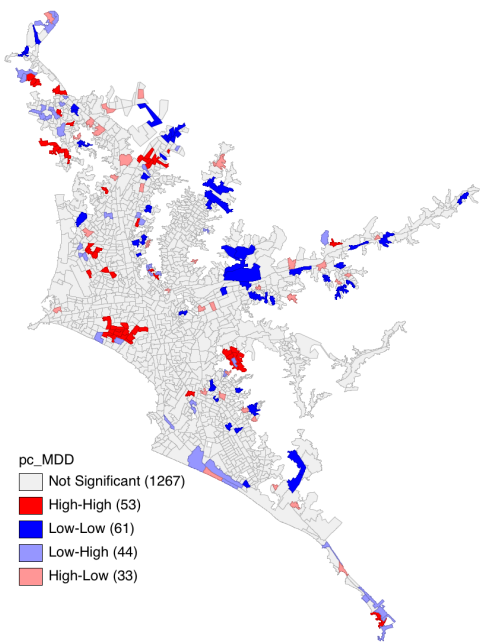 pc_MDD
Not Significant (1267)
High-High (53)
Low-Low (61)
Low-High (44)
High-Low (33)